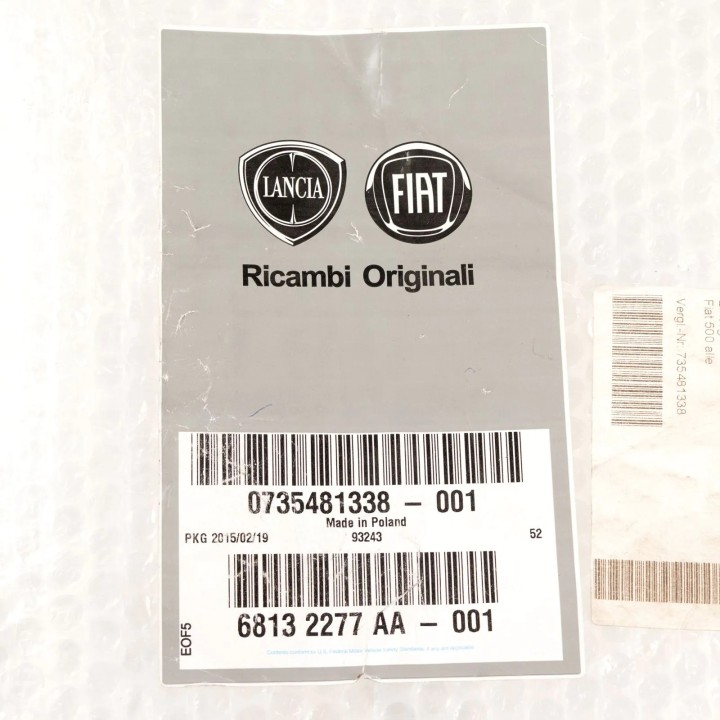 LANCIA
FIAT
Ricambi Originali
0735481338 - 001
Made in Poland
PKG 2015/02/19 93243 52
6813 2277 AA - 001
EOF5
Fiat 500 alle
Vergl.-Nr. 735481338